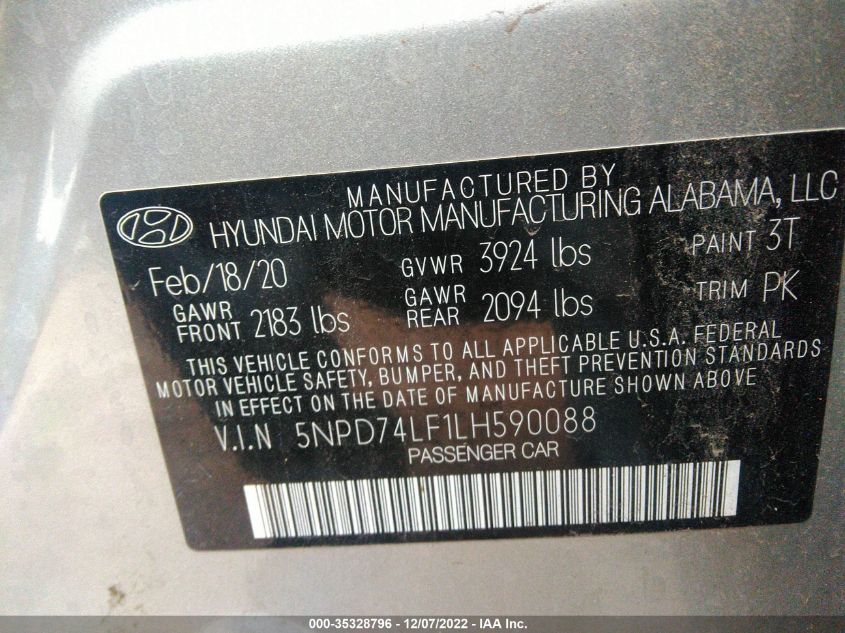 MANUFACTURED BY
HYUNDAI MOTOR MANUFACTURING ALABAMA, LLC
Feb/18/20 GVWR 3924 lbs PAINT 3T
GAWR FRONT 2183 lbs GAWR REAR 2094 lbs TRIM PK
THIS VEHICLE CONFORMS TO ALL APPLICABLE U.S.A. FEDERAL
MOTOR VEHICLE SAFETY, BUMPER, AND THEFT PREVENTION STANDARDS
IN EFFECT ON THE DATE OF MANUFACTURE SHOWN ABOVE
V.I.N 5NPD74LF1LH590088
PASSENGER CAR
000-35328796 - 12/07/2022 - IAA Inc.